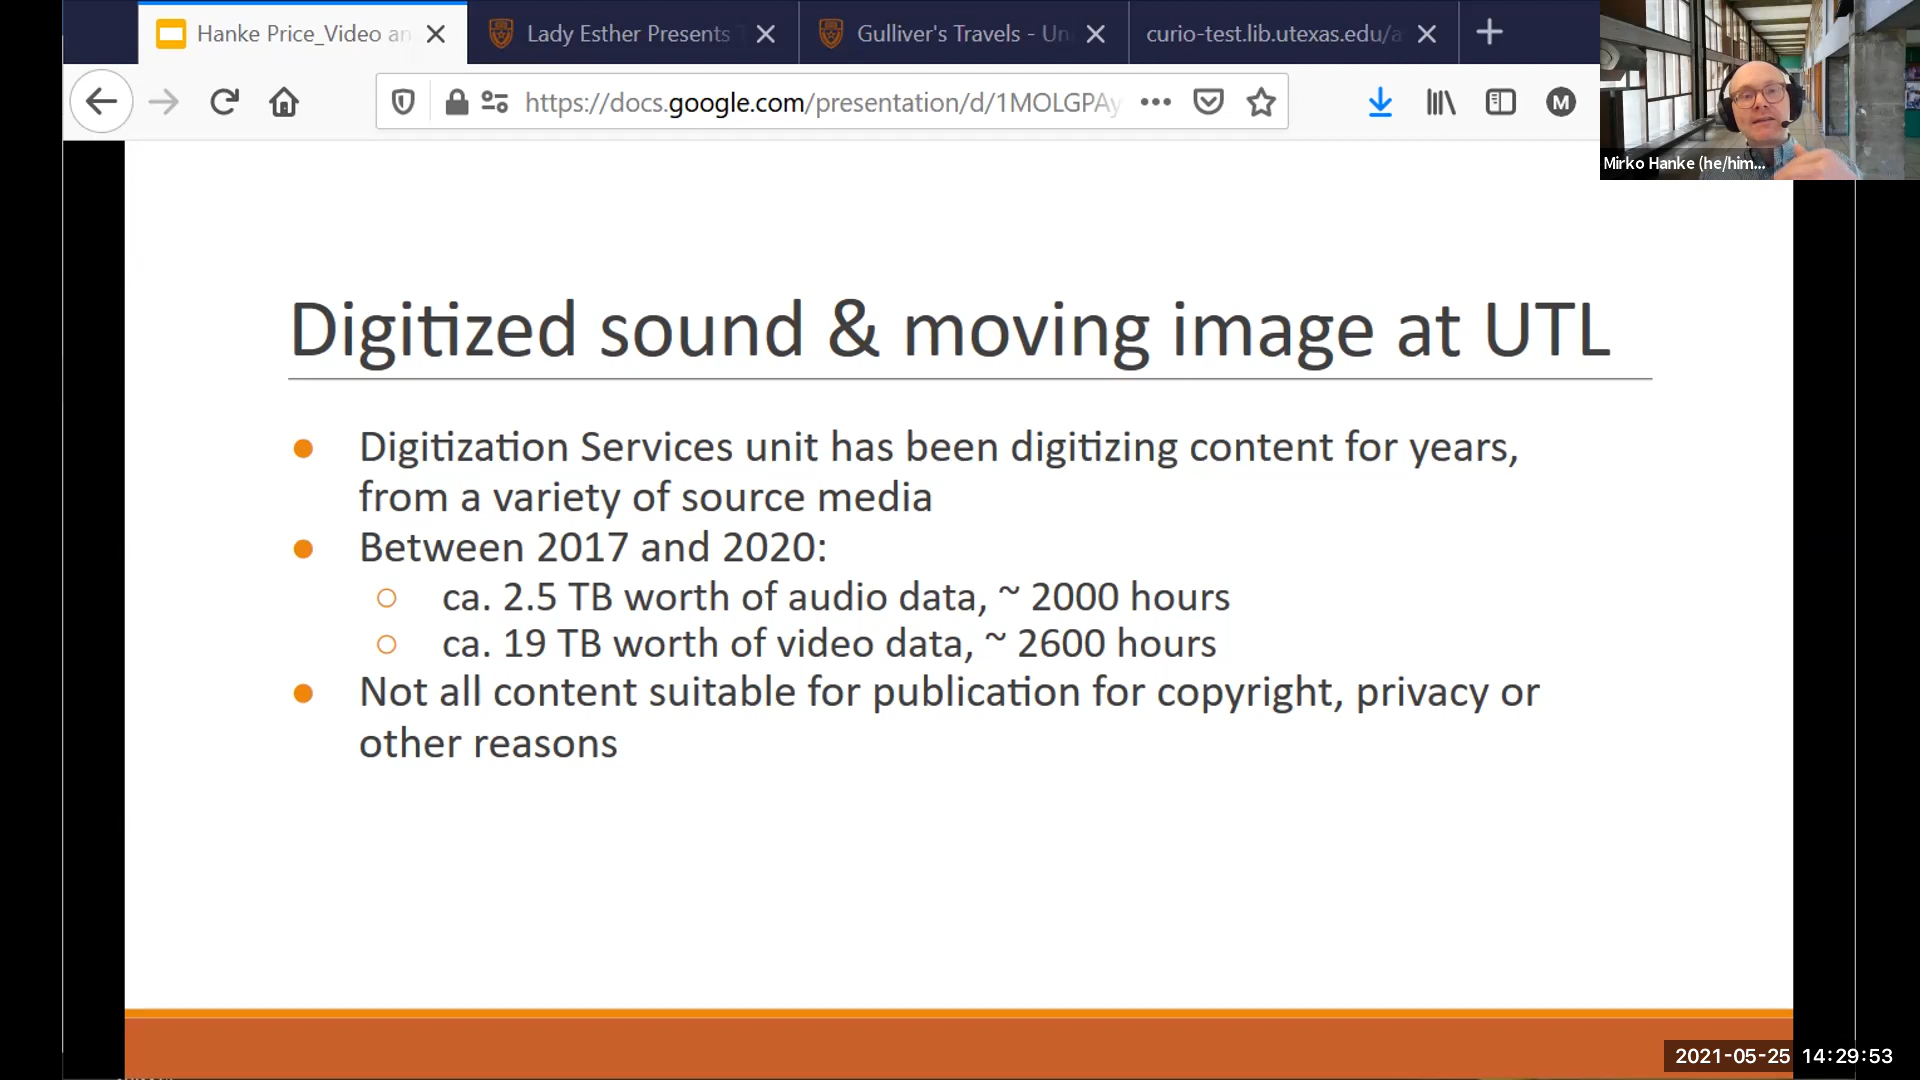 Hanke Price_Video an
Lady Esther Presents
Gulliver's Travels - Un
curio-test.lib.utexas.edu/a
https://docs.google.com/presentation/d/1MOLGPAy
M
Mirko Hanke (he/him...
Digitized sound & moving image at UTL
● Digitization Services unit has been digitizing content for years,
from a variety of source media
● Between 2017 and 2020:
○ ca. 2.5 TB worth of audio data, ~ 2000 hours
○ ca. 19 TB worth of video data, ~ 2600 hours
● Not all content suitable for publication for copyright, privacy or
other reasons
2021-05-25 14:29:53